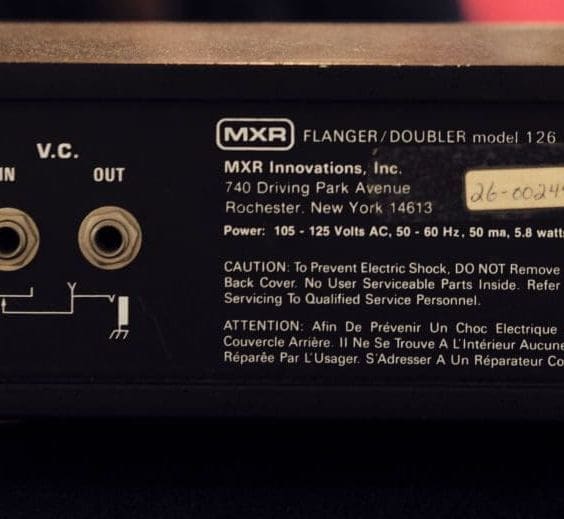 V.C.
IN
OUT
MXR FLANGER/DOUBLER model 126
MXR Innovations, Inc.
740 Driving Park Avenue
Rochester, New York 14613
26-0024
Power: 105 - 125 Volts AC, 50 - 60 Hz, 50 ma, 5.8 watts
CAUTION: To Prevent Electric Shock, DO NOT Remove
Back Cover. No User Serviceable Parts Inside. Refer
Servicing To Qualified Service Personnel.
ATTENTION: Afin De Prévenir Un Choc Electrique
Couvercle Arrière. Il Ne Se Trouve A L'Intérieur Aucune
Réparée Par L'Usager. S'Adresser A Un Réparateur Co